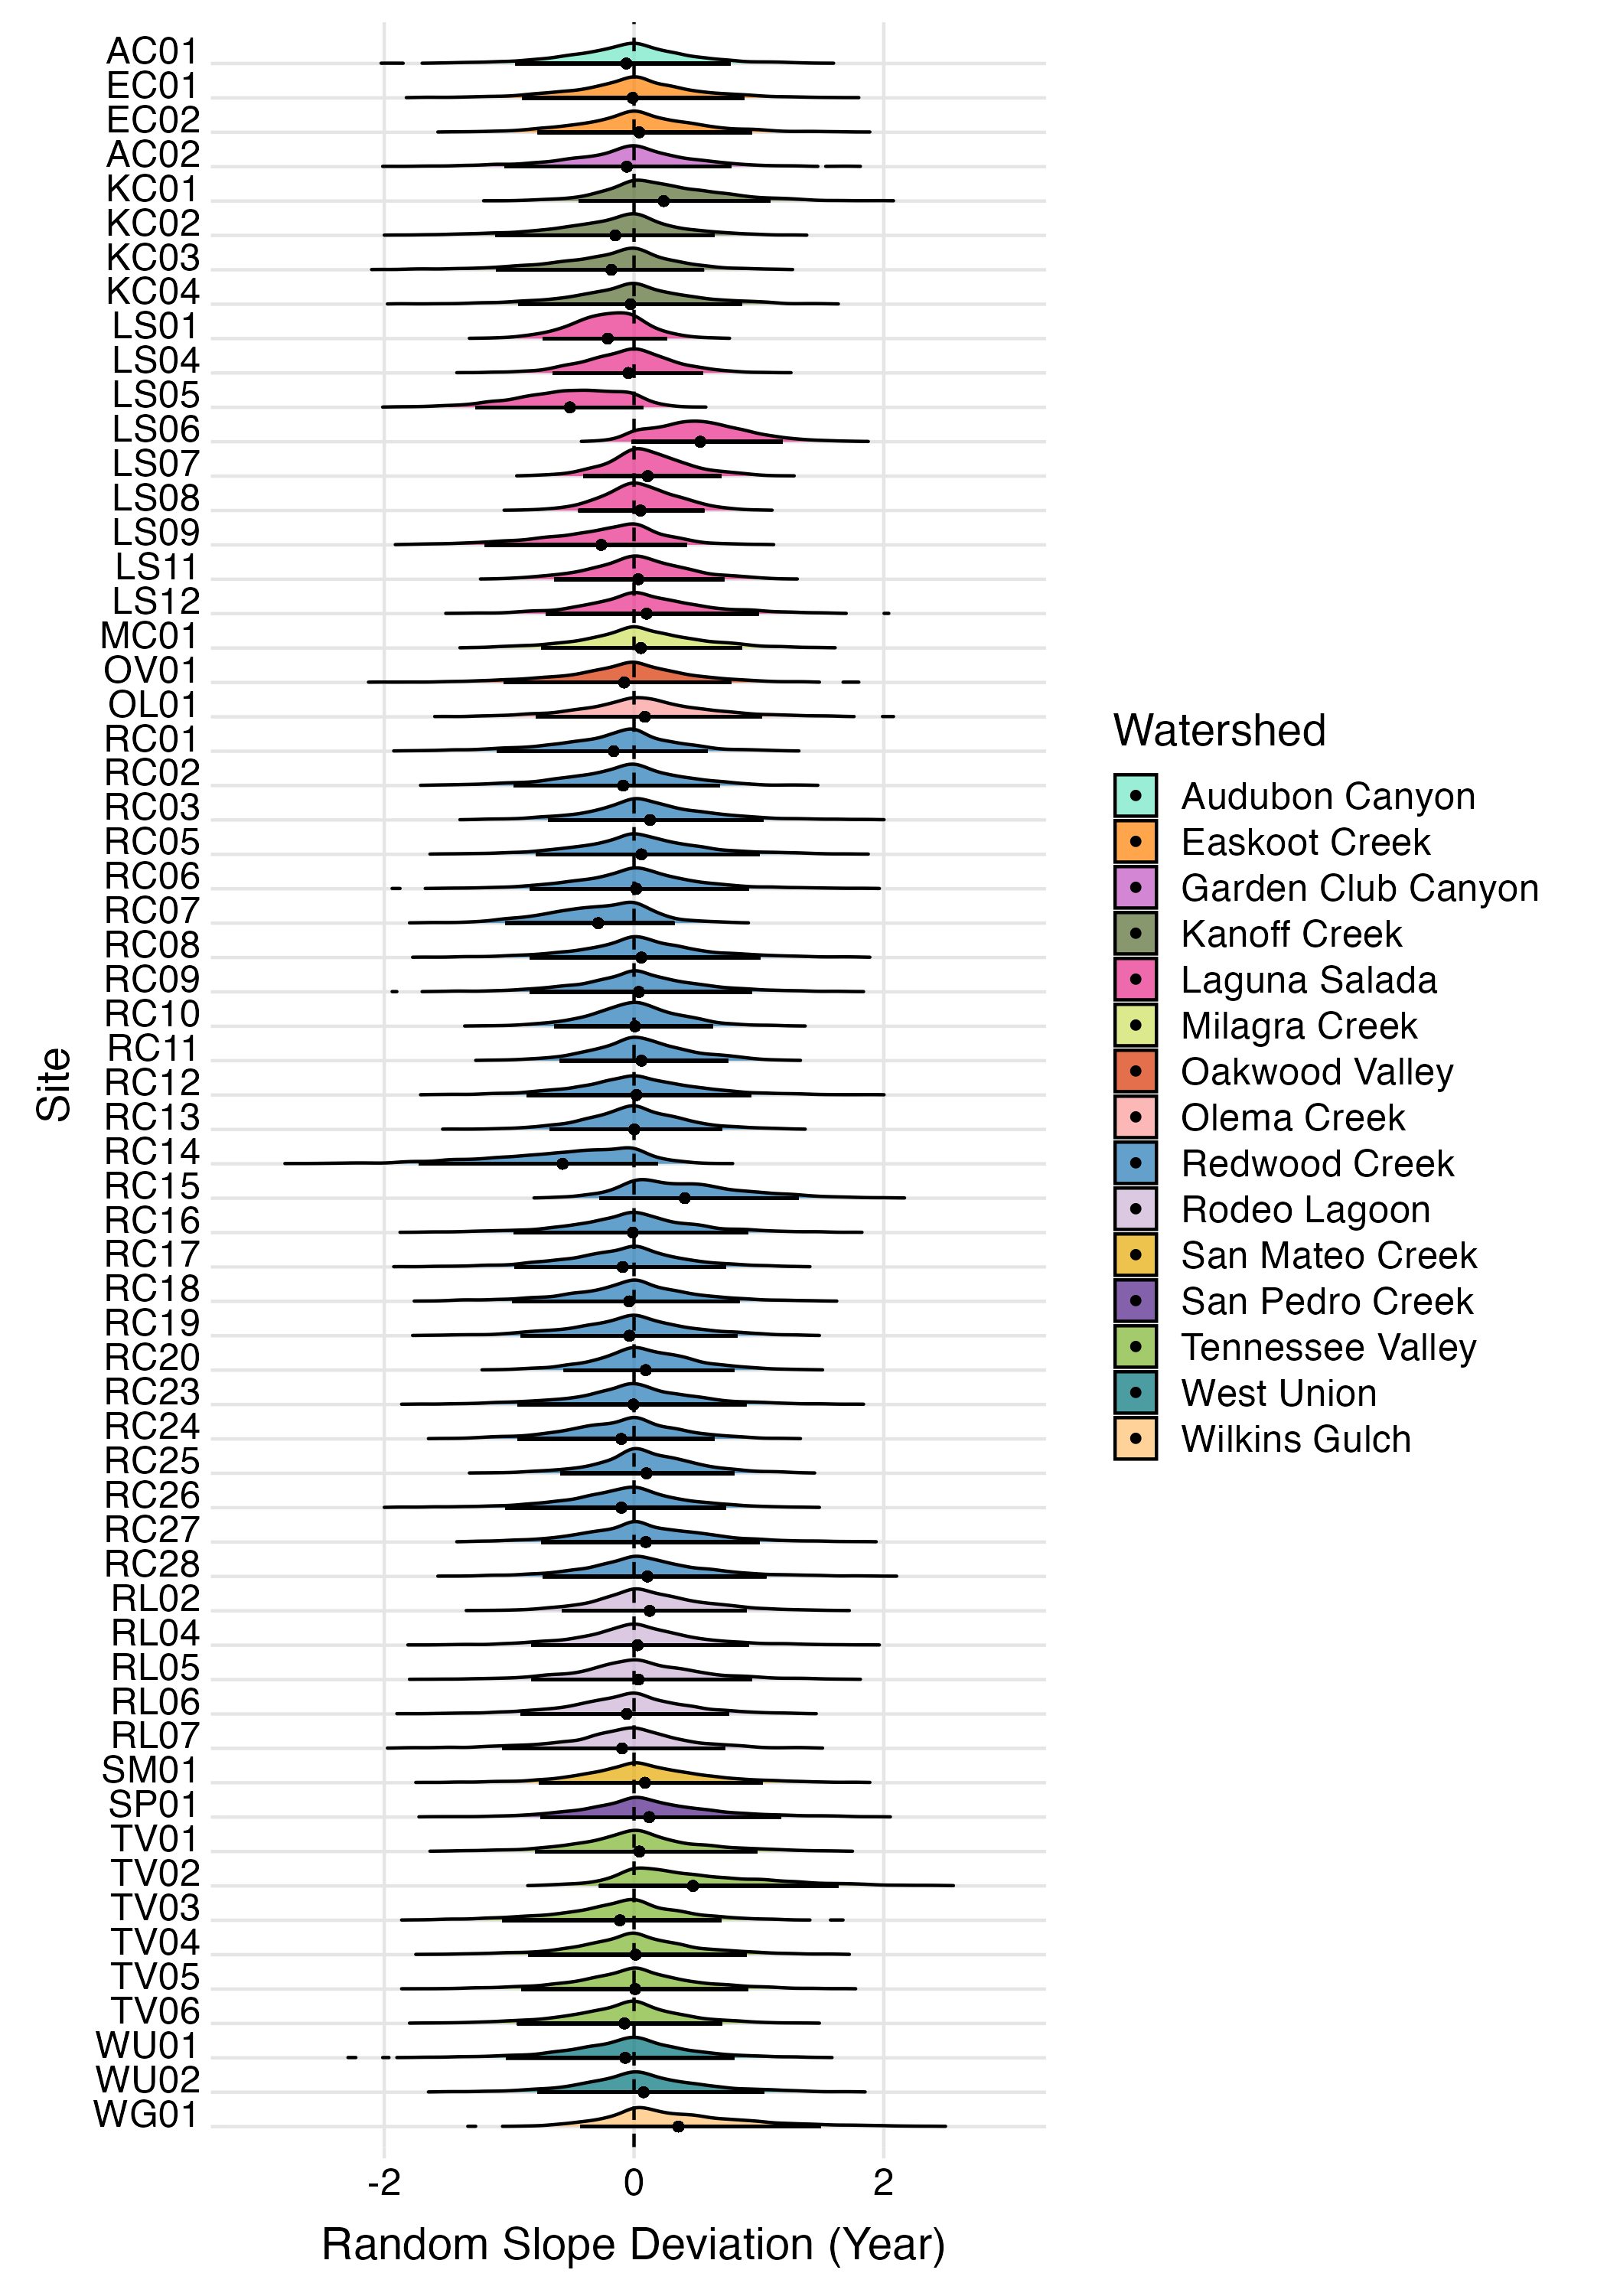 AC01
EC01
EC02
AC02
KC01
KC02
KC03
KC04
LS01
LS04
LS05
LS06
LS07
LS08
LS09
LS11
LS12
MC01
OV01
OL01
RC01
RC02
RC03
RC05
RC06
RC07
RC08
RC09
RC10
RC11
RC12
RC13
RC14
RC15
RC16
RC17
RC18
RC19
RC20
RC23
RC24
RC25
RC26
RC27
RC28
RL02
RL04
RL05
RL06
RL07
SM01
SP01
TV01
TV02
TV03
TV04
TV05
TV06
WU01
WU02
WG01
Site
-2 0 2
Random Slope Deviation (Year)
Watershed
Audubon Canyon
Easkoot Creek
Garden Club Canyon
Kanoff Creek
Laguna Salada
Milagra Creek
Oakwood Valley
Olema Creek
Redwood Creek
Rodeo Lagoon
San Mateo Creek
San Pedro Creek
Tennessee Valley
West Union
Wilkins Gulch